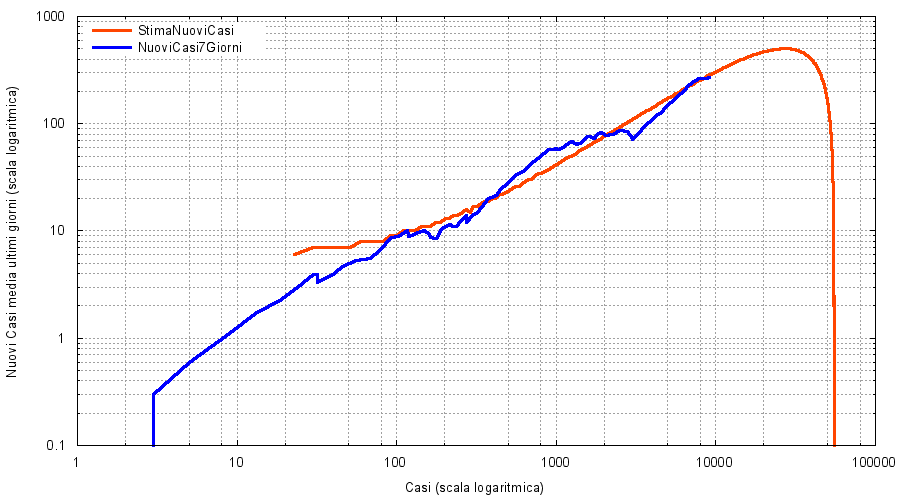 1000
StimaNuoviCasi
NuoviCasi7Giorni
100
10
1
0.1
Nuovi Casi media ultimi giorni (scala logaritmica)
1 10 100 1000 10000 100000
Casi (scala logaritmica)